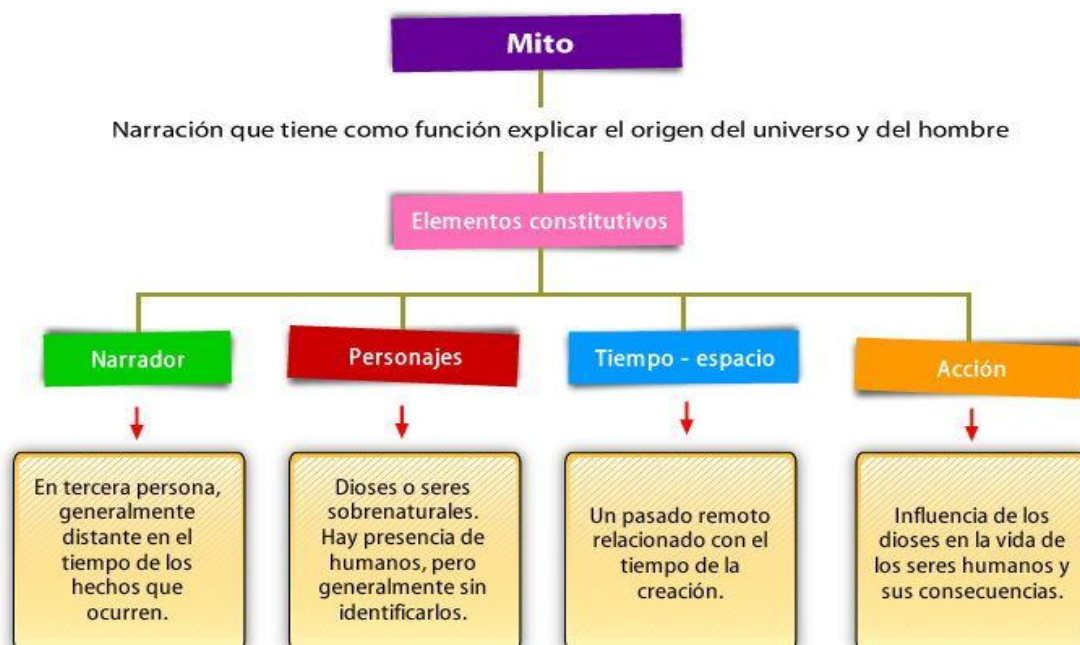 Mito
Narración que tiene como función explicar el origen del universo y del hombre
Elementos constitutivos
Narrador
Personajes
Tiempo - espacio
Acción
En tercera persona,
generalmente
distante en el
tiempo de los
hechos que
ocurren.
Dioses o seres
sobrenaturales.
Hay presencia de
humanos, pero
generalmente sin
identificarlos.
Un pasado remoto
relacionado con el
tiempo de la
creación.
Influencia de los
dioses en la vida de
los seres humanos y
sus consecuencias.